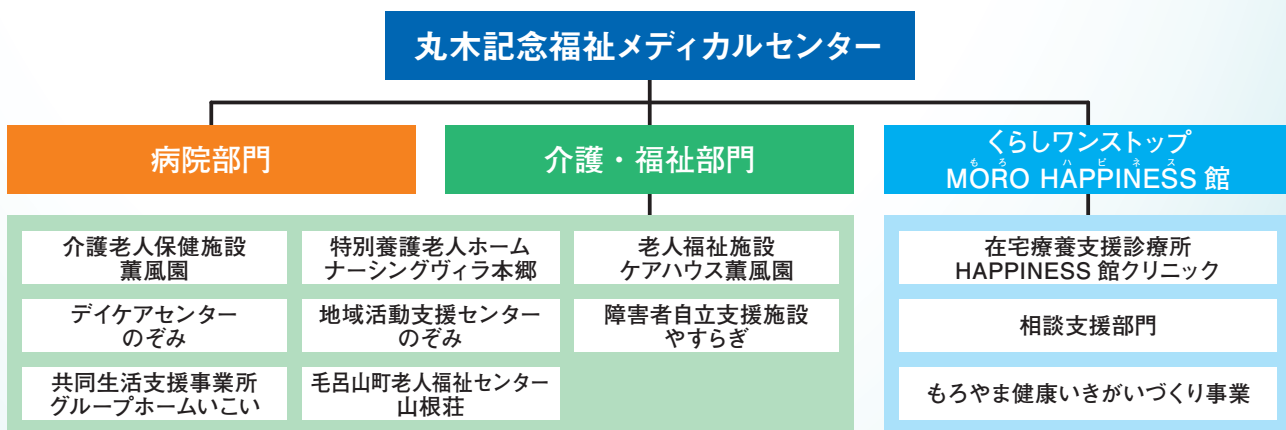 丸木記念福祉メディカルセンター
病院部門
介護・福祉部門
くらしワンストップ
もろ ハピネス
MORO HAPPINESS 館
介護老人保健施設
薫風園
特別養護老人ホーム
ナーシングヴィラ本郷
老人福祉施設
ケアハウス薫風園
デイケアセンター
のぞみ
地域活動支援センター
のぞみ
障害者自立支援施設
やすらぎ
共同生活支援事業所
グループホームいこい
毛呂山町老人福祉センター
山根荘
在宅療養支援診療所
HAPPINESS 館クリニック
相談支援部門
もろやま健康いきがいづくり事業